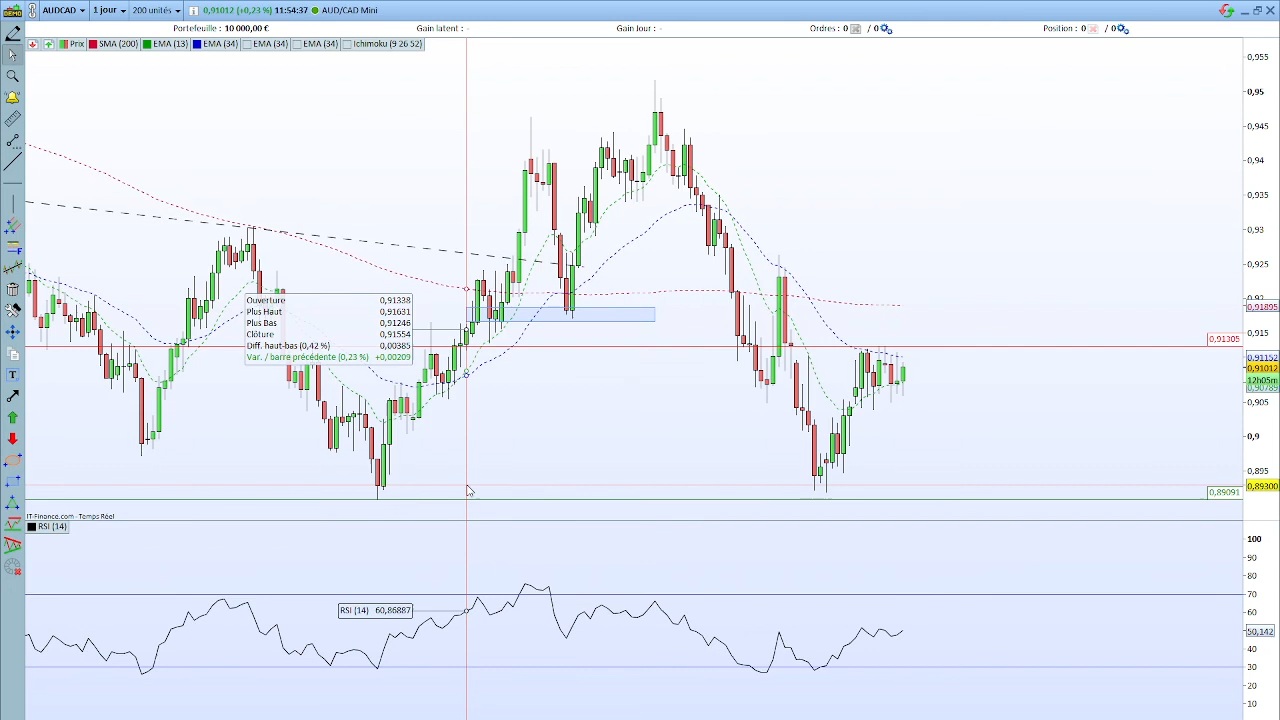 DEMO AUDCAD 1 jour 200 unités i 0,91012 (+0,23 %) 11:54:37 AUD/CAD Mini
Portefeuille : 10 000,00 € Gain latent : - Gain Jour : - Ordres : 0 / 0 Position : 0 / 0
Prix SMA (200) EMA (13) EMA (34) EMA (34) EMA (34) Ichimoku (9 26 52)
0,955
0,95
0,945
0,94
0,935
0,93
0,925
0,92
0,91895
0,915
0,91305
0,91305
0,91152
0,91012
12h05m
0,90789
0,905
0,9
0,895
0,89300
0,89091
Ouverture 0,91338
Plus Haut 0,91631
Plus Bas 0,91246
Clôture 0,91554
Diff. haut-bas (0,42 %) 0,00385
Var. / barre précédente (0,23 %) +0,00209
IT-Finance.com - Temps Réel
RSI (14)
RSI (14) 60,86887
100
90
80
70
60
50,142
40
30
20
10